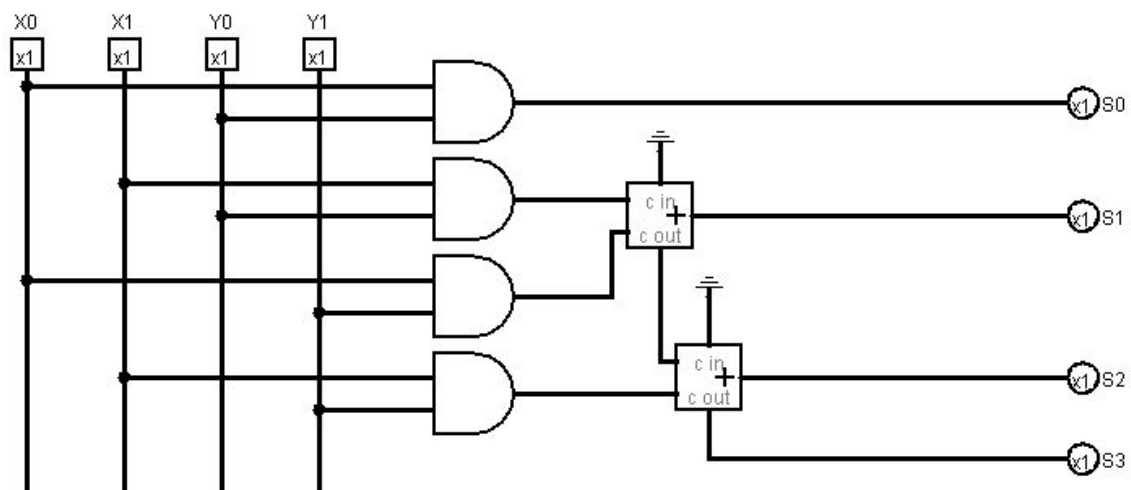 X0 X1 Y0 Y1
x1 x1 x1 x1
x1 S0
c in
+
c out
x1 S1
c in
+
c out
x1 S2
x1 S3